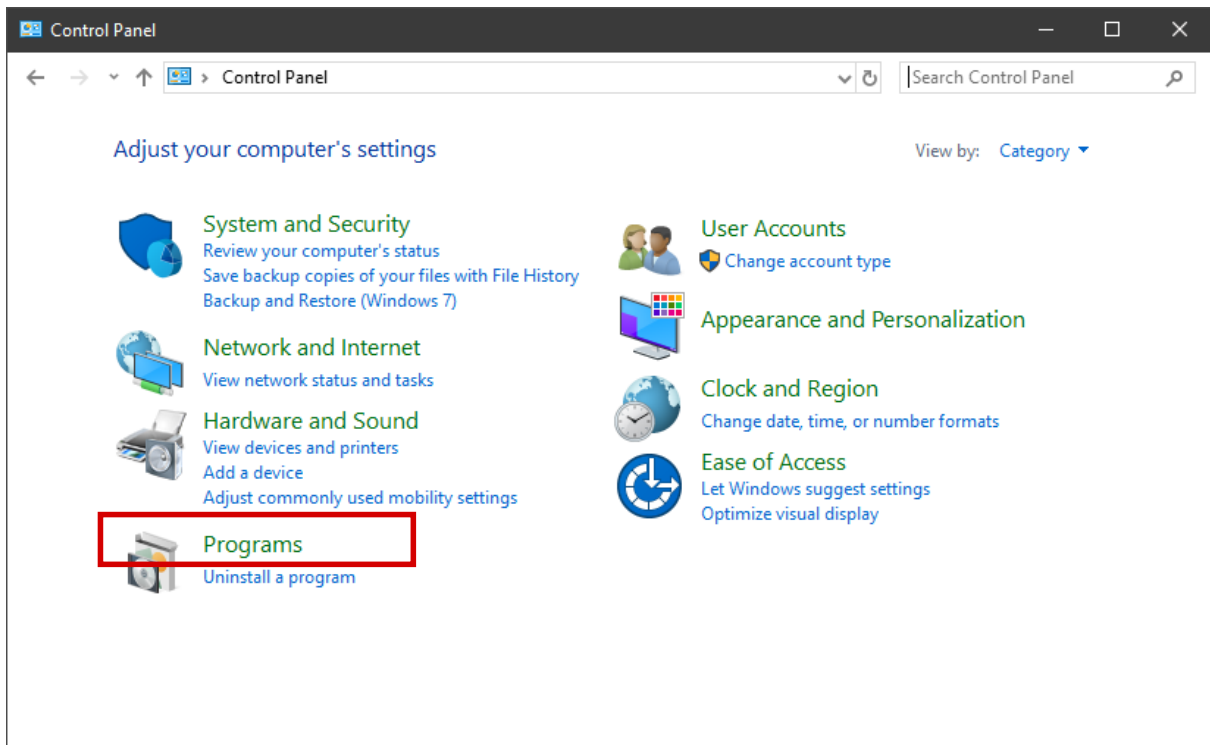 Control Panel
Control Panel
Search Control Panel
Adjust your computer's settings
View by: Category
System and Security
Review your computer's status
Save backup copies of your files with File History
Backup and Restore (Windows 7)
Network and Internet
View network status and tasks
Hardware and Sound
View devices and printers
Add a device
Adjust commonly used mobility settings
Programs
Uninstall a program
User Accounts
Change account type
Appearance and Personalization
Clock and Region
Change date, time, or number formats
Ease of Access
Let Windows suggest settings
Optimize visual display